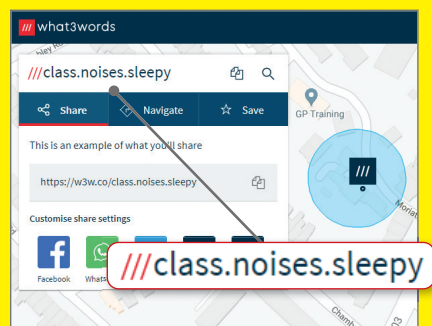 what3words
///class.noises.sleepy
Share
Navigate
Save
GP Training
This is an example of what you'll share
https://w3w.co/class.noises.sleepy
Customise share settings
///
Facebook
///class.noises.sleepy